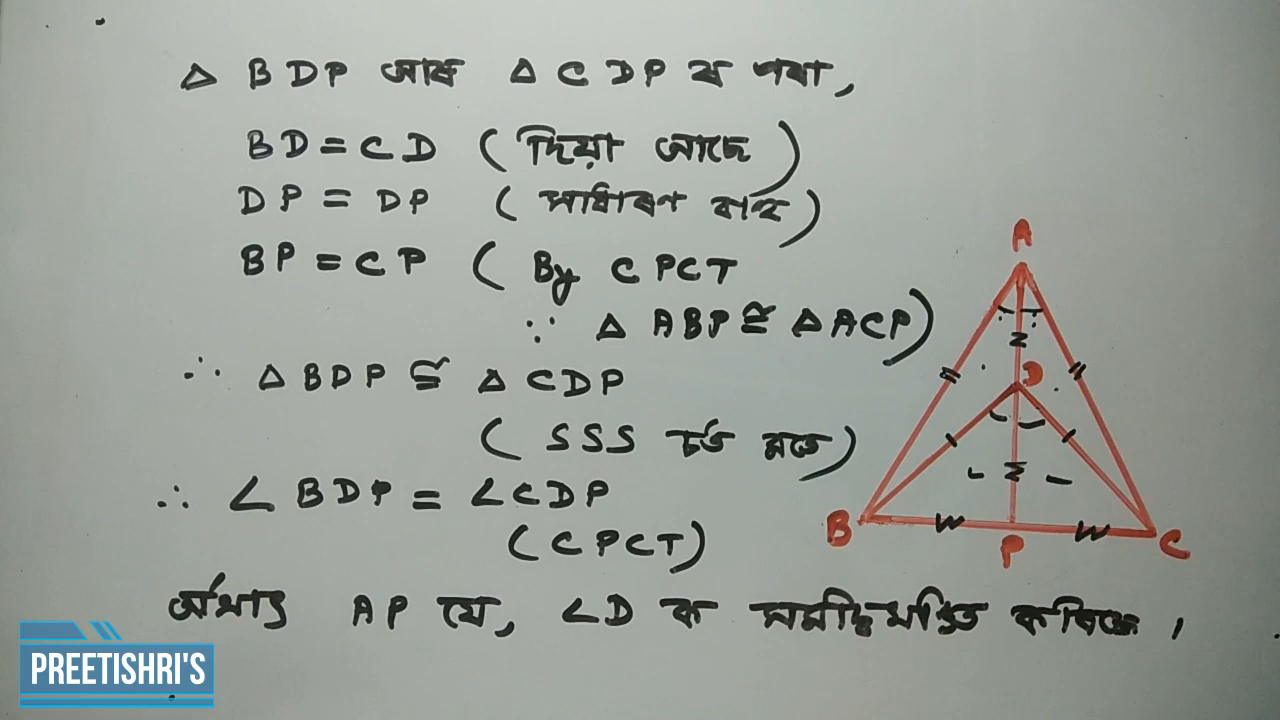 Δ BDP আৰু Δ CDP ৰ পৰা,
BD = CD (দিয়া আছে)
DP = DP (সাধাৰণ বাহু)
BP = CP (By CPCT
∵ Δ ABP ≅ Δ ACP)
∴ Δ BDP ≅ Δ CDP
(SSS চৰ্ত মতে)
∴ ∠BDP = ∠CDP
(CPCT)
অৰ্থাৎ AP য়ে, ∠D ক সমদ্বিখণ্ডিত কৰিছে।
A
D
B
P
C
PREETISHRI'S